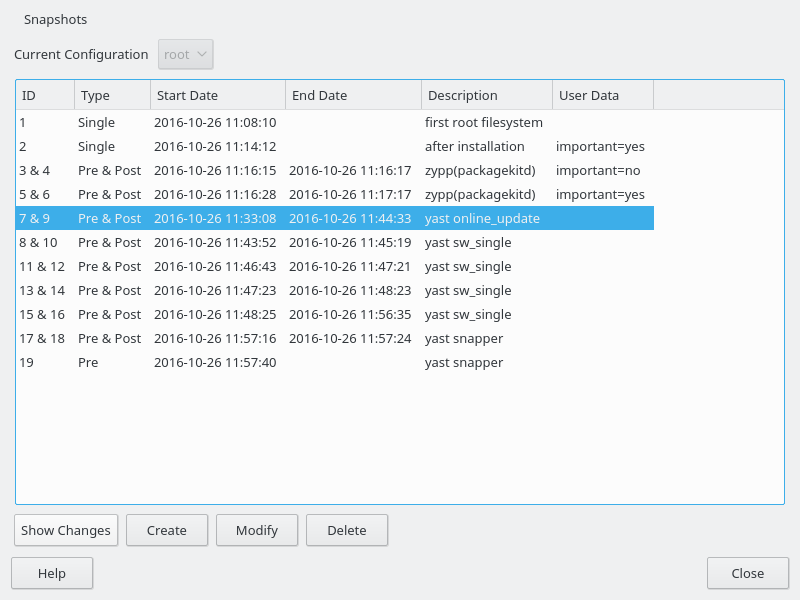 Snapshots
Current Configuration root
ID Type Start Date End Date Description User Data
1 Single 2016-10-26 11:08:10 first root filesystem
2 Single 2016-10-26 11:14:12 after installation important=yes
3 & 4 Pre & Post 2016-10-26 11:16:15 2016-10-26 11:16:17 zypp(packagekitd) important=no
5 & 6 Pre & Post 2016-10-26 11:16:28 2016-10-26 11:17:17 zypp(packagekitd) important=yes
7 & 9 Pre & Post 2016-10-26 11:33:08 2016-10-26 11:44:33 yast online_update
8 & 10 Pre & Post 2016-10-26 11:43:52 2016-10-26 11:45:19 yast sw_single
11 & 12 Pre & Post 2016-10-26 11:46:43 2016-10-26 11:47:21 yast sw_single
13 & 14 Pre & Post 2016-10-26 11:47:23 2016-10-26 11:48:23 yast sw_single
15 & 16 Pre & Post 2016-10-26 11:48:25 2016-10-26 11:56:35 yast sw_single
17 & 18 Pre & Post 2016-10-26 11:57:16 2016-10-26 11:57:24 yast snapper
19 Pre 2016-10-26 11:57:40 yast snapper
Show Changes Create Modify Delete
Help Close